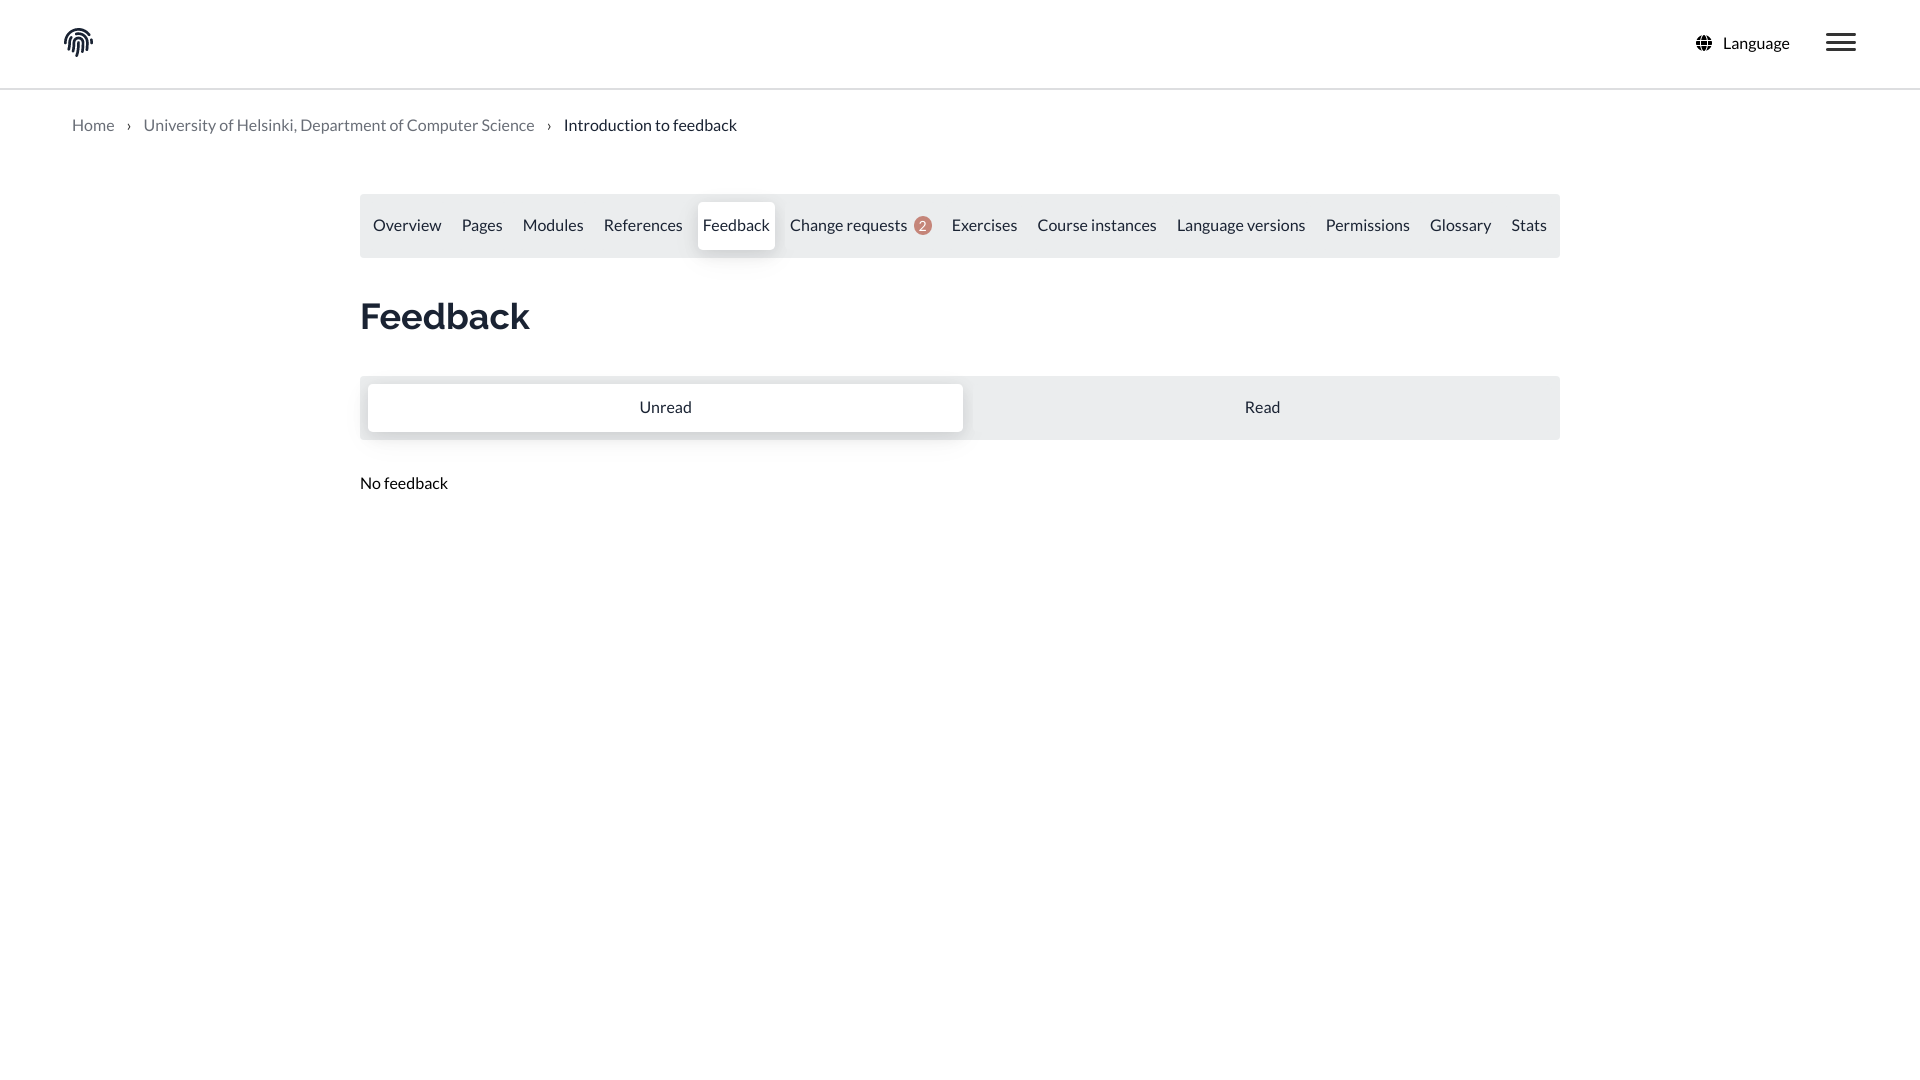 Language
Home › University of Helsinki, Department of Computer Science › Introduction to feedback
Overview Pages Modules References Feedback Change requests 2 Exercises Course instances Language versions Permissions Glossary Stats
Feedback
Unread Read
No feedback